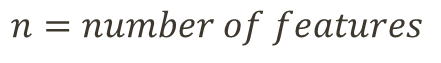 n = number of features